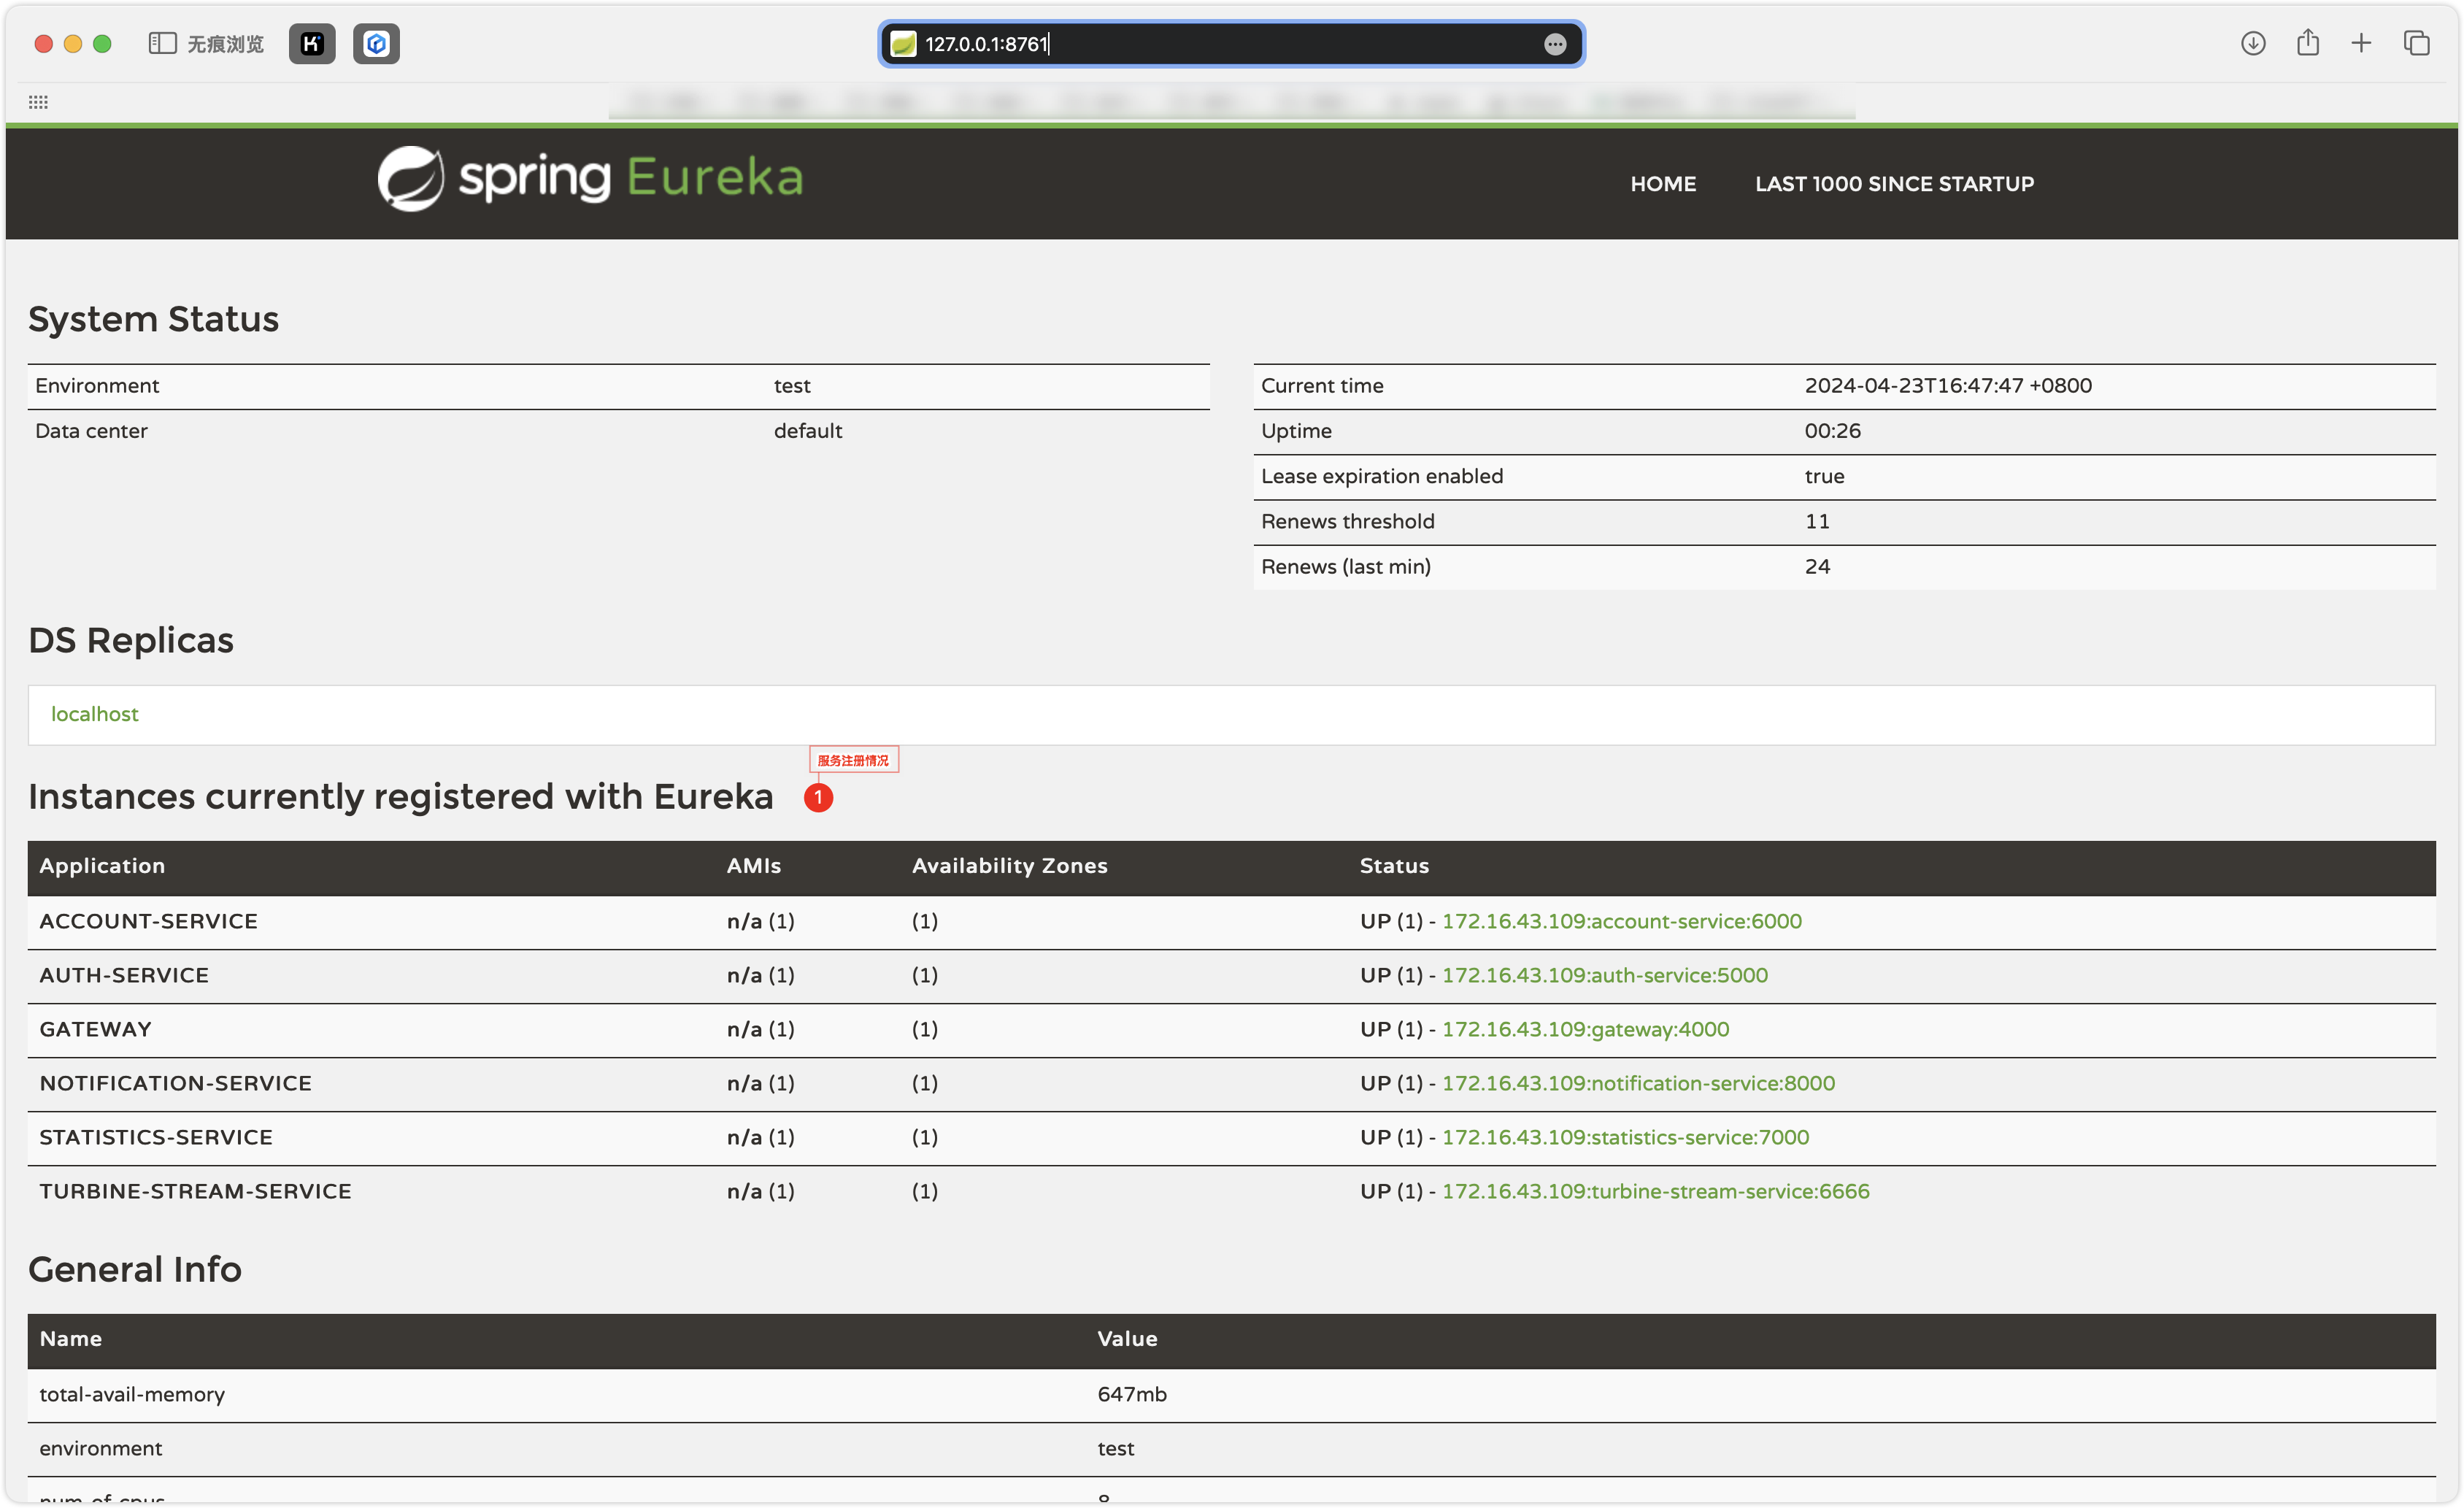 无痕浏览
127.0.0.1:8761
spring Eureka
HOME LAST 1000 SINCE STARTUP
System Status
Environment test
Data center default
Current time 2024-04-23T16:47:47 +0800
Uptime 00:26
Lease expiration enabled true
Renews threshold 11
Renews (last min) 24
DS Replicas
localhost
服务注册情况
Instances currently registered with Eureka 1
Application AMIs Availability Zones Status
ACCOUNT-SERVICE n/a (1) (1) UP (1) - 172.16.43.109:account-service:6000
AUTH-SERVICE n/a (1) (1) UP (1) - 172.16.43.109:auth-service:5000
GATEWAY n/a (1) (1) UP (1) - 172.16.43.109:gateway:4000
NOTIFICATION-SERVICE n/a (1) (1) UP (1) - 172.16.43.109:notification-service:8000
STATISTICS-SERVICE n/a (1) (1) UP (1) - 172.16.43.109:statistics-service:7000
TURBINE-STREAM-SERVICE n/a (1) (1) UP (1) - 172.16.43.109:turbine-stream-service:6666
General Info
Name Value
total-avail-memory 647mb
environment test
num-of-cpus 8